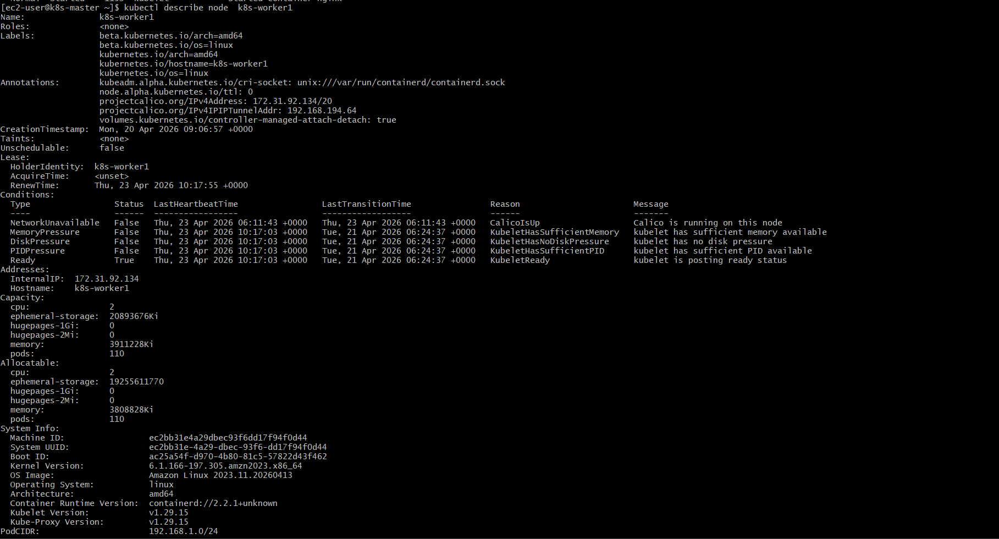 Normal  Started    119s  kubelet            Started container nginx
[ec2-user@k8s-master ~]$ kubectl describe node  k8s-worker1
Name:               k8s-worker1
Roles:              <none>
Labels:             beta.kubernetes.io/arch=amd64
                    beta.kubernetes.io/os=linux
                    kubernetes.io/arch=amd64
                    kubernetes.io/hostname=k8s-worker1
                    kubernetes.io/os=linux
Annotations:        kubeadm.alpha.kubernetes.io/cri-socket: unix:///var/run/containerd/containerd.sock
                    node.alpha.kubernetes.io/ttl: 0
                    projectcalico.org/IPv4Address: 172.31.92.134/20
                    projectcalico.org/IPv4IPIPTunnelAddr: 192.168.194.64
                    volumes.kubernetes.io/controller-managed-attach-detach: true
CreationTimestamp:  Mon, 20 Apr 2026 09:06:57 +0000
Taints:             <none>
Unschedulable:      false
Lease:
  HolderIdentity:  k8s-worker1
  AcquireTime:     <unset>
  RenewTime:       Thu, 23 Apr 2026 10:17:55 +0000
Conditions:
  Type                 Status  LastHeartbeatTime                 LastTransitionTime                Reason                       Message
  ----                 ------  -----------------                 ------------------                ------                       -------
  NetworkUnavailable   False   Thu, 23 Apr 2026 06:11:43 +0000   Thu, 23 Apr 2026 06:11:43 +0000   CalicoIsUp                   Calico is running on this node
  MemoryPressure       False   Thu, 23 Apr 2026 10:17:03 +0000   Tue, 21 Apr 2026 06:24:37 +0000   KubeletHasSufficientMemory   kubelet has sufficient memory available
  DiskPressure         False   Thu, 23 Apr 2026 10:17:03 +0000   Tue, 21 Apr 2026 06:24:37 +0000   KubeletHasNoDiskPressure     kubelet has no disk pressure
  PIDPressure          False   Thu, 23 Apr 2026 10:17:03 +0000   Tue, 21 Apr 2026 06:24:37 +0000   KubeletHasSufficientPID      kubelet has sufficient PID available
  Ready                True    Thu, 23 Apr 2026 10:17:03 +0000   Tue, 21 Apr 2026 06:24:37 +0000   KubeletReady                 kubelet is posting ready status
Addresses:
  InternalIP:  172.31.92.134
  Hostname:    k8s-worker1
Capacity:
  cpu:                2
  ephemeral-storage:  20893676Ki
  hugepages-1Gi:      0
  hugepages-2Mi:      0
  memory:             3911228Ki
  pods:               110
Allocatable:
  cpu:                2
  ephemeral-storage:  19255611770
  hugepages-1Gi:      0
  hugepages-2Mi:      0
  memory:             3808828Ki
  pods:               110
System Info:
  Machine ID:                 ec2bb31e4a29dbec93f6dd17f94f0d44
  System UUID:                ec2bb31e-4a29-dbec-93f6-dd17f94f0d44
  Boot ID:                    ac25a54f-d970-4b80-81c5-57822d43f462
  Kernel Version:             6.1.166-197.305.amzn2023.x86_64
  OS Image:                   Amazon Linux 2023.11.20260413
  Operating System:           linux
  Architecture:               amd64
  Container Runtime Version:  containerd://2.2.1+unknown
  Kubelet Version:            v1.29.15
  Kube-Proxy Version:         v1.29.15
PodCIDR:                      192.168.1.0/24